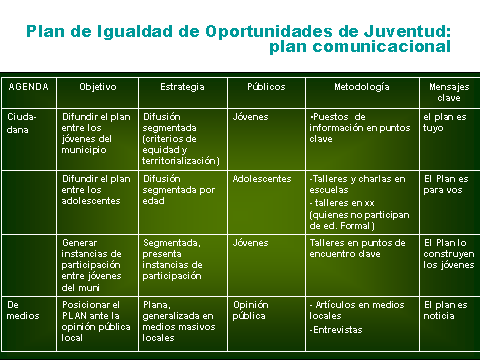 Plan de Igualdad de Oportunidades de Juventud:
plan comunicacional
AGENDA
Objetivo
Estrategia
Públicos
Metodología
Mensajes
clave
Ciuda-
dana
Difundir el plan
entre los
jóvenes del
municipio
Difusión
segmentada
(criterios de
equidad y
territorialización)
Jóvenes
•Puestos de
información en puntos
clave
el plan es
tuyo
Difundir el plan
entre los
adolescentes
Difusión
segmentada por
edad
Adolescentes
-Talleres y charlas en
escuelas
- talleres en xx
(quienes no participan
de ed. Formal)
El Plan es
para vos
Generar
instancias de
participación
entre jóvenes
del muni
Segmentada,
presenta
instancias de
participación
Jóvenes
Talleres en puntos de
encuentro clave
El Plan lo
construyen
los jóvenes
De
medios
Posicionar el
PLAN ante la
opinión pública
local
Plana,
generalizada en
medios masivos
locales
Opinión
pública
- Artículos en medios
locales
-Entrevistas
El plan es
noticia